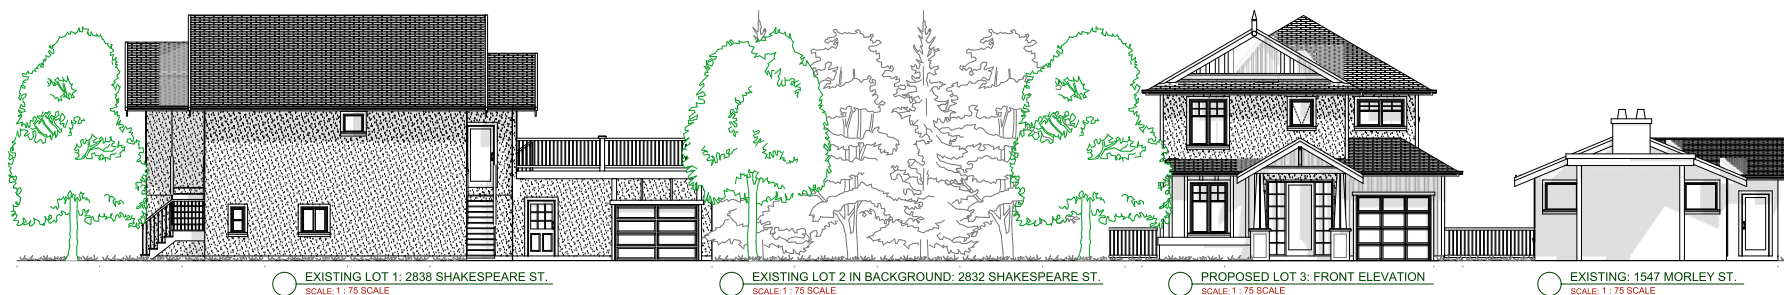 EXISTING LOT 1: 2838 SHAKESPEARE ST.
SCALE: 1 : 75 SCALE
EXISTING LOT 2 IN BACKGROUND: 2832 SHAKESPEARE ST.
SCALE: 1 : 75 SCALE
PROPOSED LOT 3: FRONT ELEVATION
SCALE: 1 : 75 SCALE
EXISTING: 1547 MORLEY ST.
SCALE: 1 : 75 SCALE